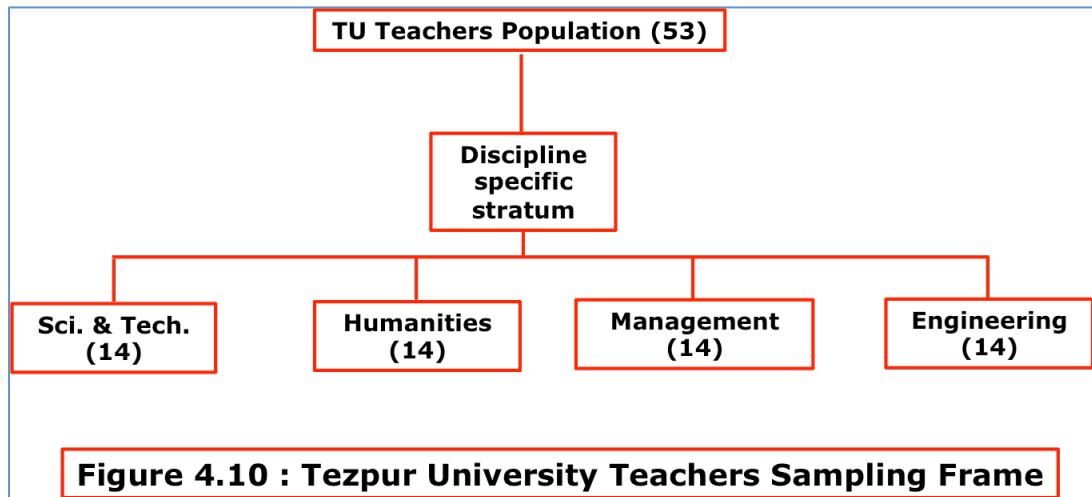 TU Teachers Population (53)
Discipline
specific
stratum
Sci. & Tech.
(14)
Humanities
(14)
Management
(14)
Engineering
(14)
Figure 4.10 : Tezpur University Teachers Sampling Frame